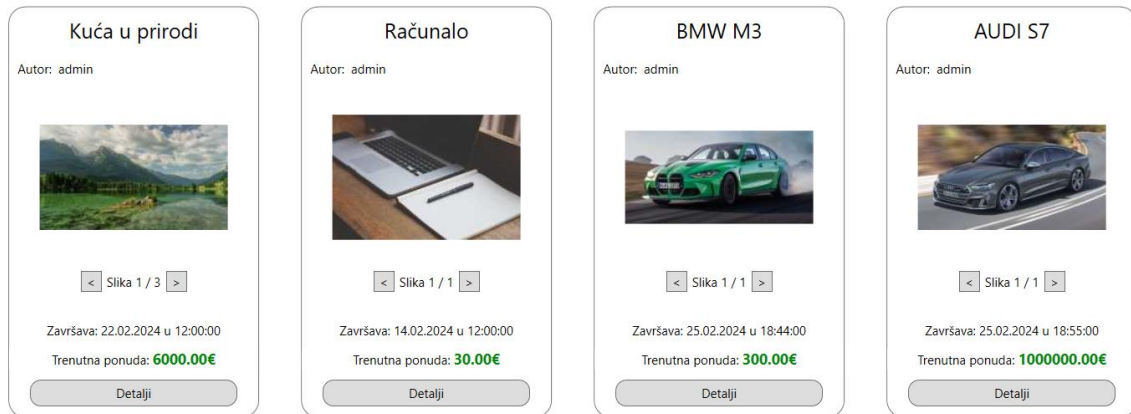 Kuća u prirodi
Autor: admin
< Slika 1 / 3 >
Završava: 22.02.2024 u 12:00:00
Trenutna ponuda: 6000.00€
Detalji
Računalo
Autor: admin
< Slika 1 / 1 >
Završava: 14.02.2024 u 12:00:00
Trenutna ponuda: 30.00€
Detalji
BMW M3
Autor: admin
< Slika 1 / 1 >
Završava: 25.02.2024 u 18:44:00
Trenutna ponuda: 300.00€
Detalji
AUDI S7
Autor: admin
< Slika 1 / 1 >
Završava: 25.02.2024 u 18:55:00
Trenutna ponuda: 1000000.00€
Detalji